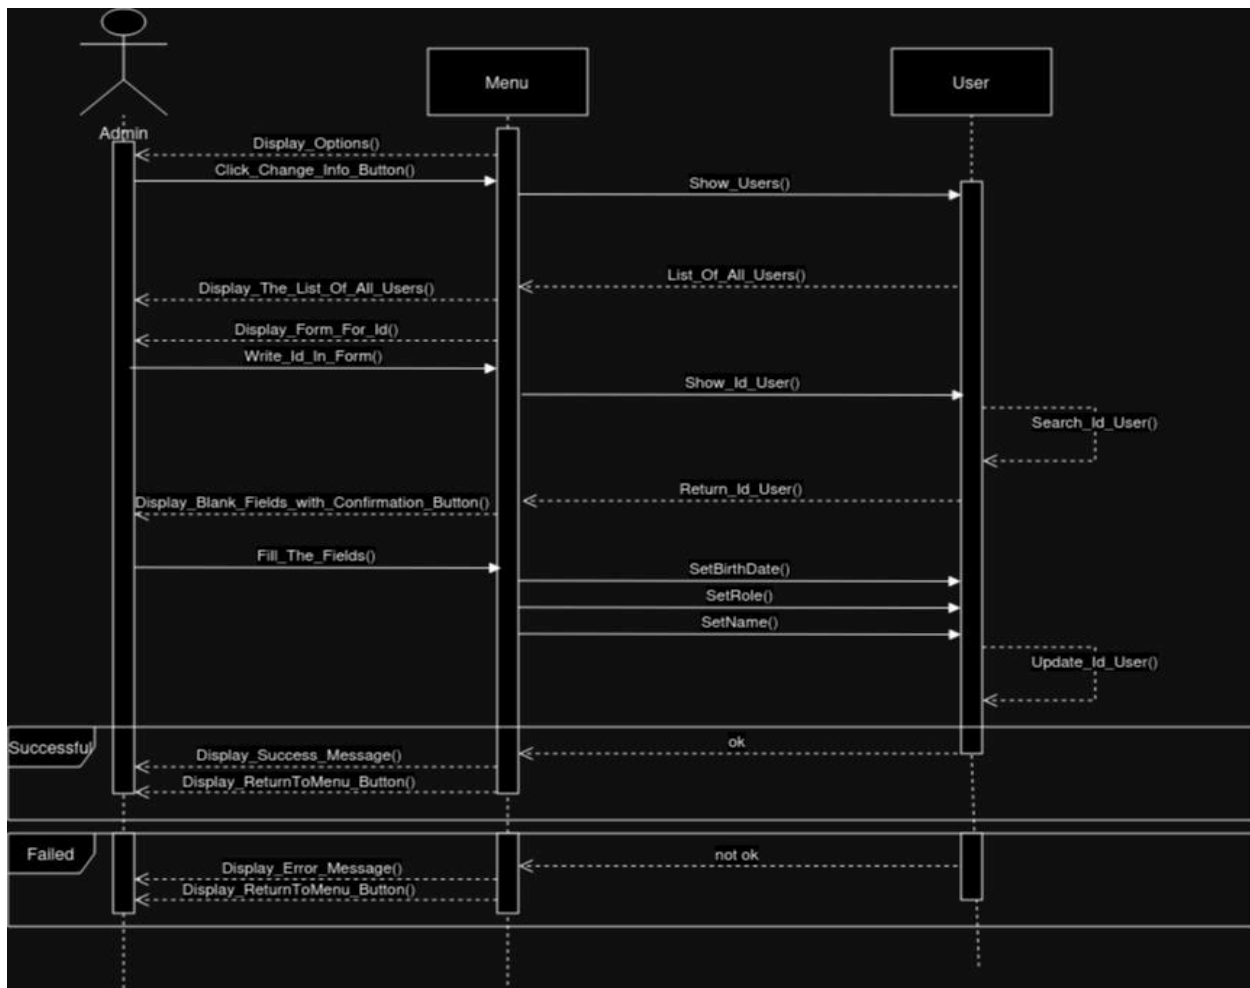 Menu
User
Admin
Display_Options()
Click_Change_Info_Button()
Show_Users()
List_Of_All_Users()
Display_The_List_Of_All_Users()
Display_Form_For_Id()
Write_Id_In_Form()
Show_Id_User()
Search_Id_User()
Return_Id_User()
Display_Blank_Fields_with_Confirmation_Button()
Fill_The_Fields()
SetBirthDate()
SetRole()
SetName()
Update_Id_User()
Successful
ok
Display_Success_Message()
Display_ReturnToMenu_Button()
Failed
not ok
Display_Error_Message()
Display_ReturnToMenu_Button()